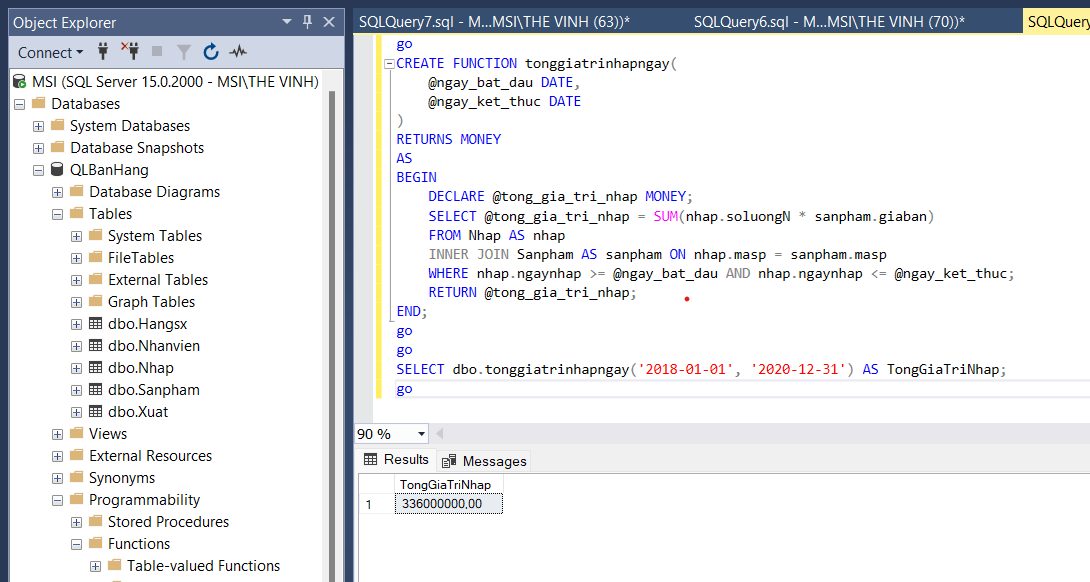 Object Explorer
Connect
MSI (SQL Server 15.0.2000 - MSI\THE VINH)
Databases
System Databases
Database Snapshots
QLBanHang
Database Diagrams
Tables
System Tables
FileTables
External Tables
Graph Tables
dbo.Hangsx
dbo.Nhanvien
dbo.Nhap
dbo.Sanpham
dbo.Xuat
Views
External Resources
Synonyms
Programmability
Stored Procedures
Functions
Table-valued Functions
SQLQuery7.sql - M...MSI\THE VINH (63))*
SQLQuery6.sql - M...MSI\THE VINH (70))*
SQLQuery
go
CREATE FUNCTION tonggiatrinhapngay(
@ngay_bat_dau DATE,
@ngay_ket_thuc DATE
)
RETURNS MONEY
AS
BEGIN
DECLARE @tong_gia_tri_nhap MONEY;
SELECT @tong_gia_tri_nhap = SUM(nhap.soluongN * sanpham.giaban)
FROM Nhap AS nhap
INNER JOIN Sanpham AS sanpham ON nhap.masp = sanpham.masp
WHERE nhap.ngaynhap >= @ngay_bat_dau AND nhap.ngaynhap <= @ngay_ket_thuc;
RETURN @tong_gia_tri_nhap;
END;
go
go
SELECT dbo.tonggiatrinhapngay('2018-01-01', '2020-12-31') AS TongGiaTriNhap;
go
90 %
Results
Messages
TongGiaTriNhap
1 336000000,00